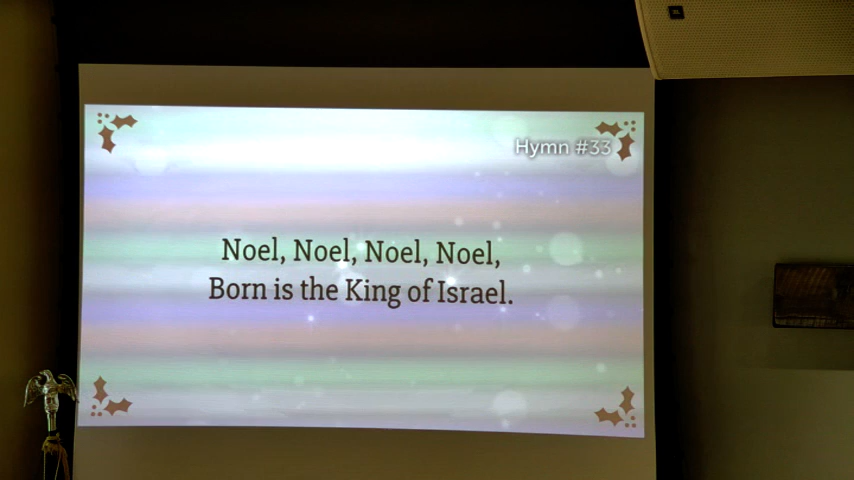 Hymn #33
Noel, Noel, Noel, Noel,
Born is the King of Israel.